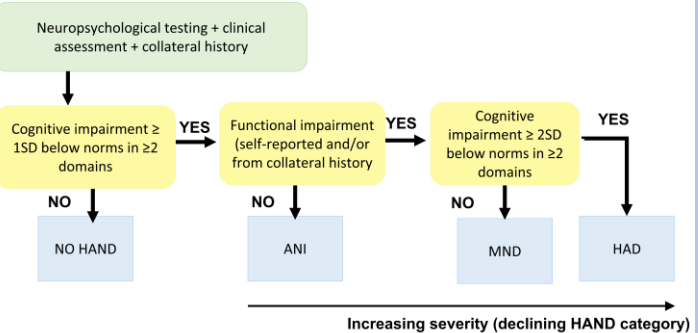 Neuropsychological testing + clinical
assessment + collateral history
Cognitive impairment ≥
1SD below norms in ≥2
domains
YES
Functional impairment
(self-reported and/or
from collateral history
YES
Cognitive
impairment ≥ 2SD
below norms in ≥2
domains
YES
NO
NO
NO
NO HAND
ANI
MND
HAD
Increasing severity (declining HAND category)